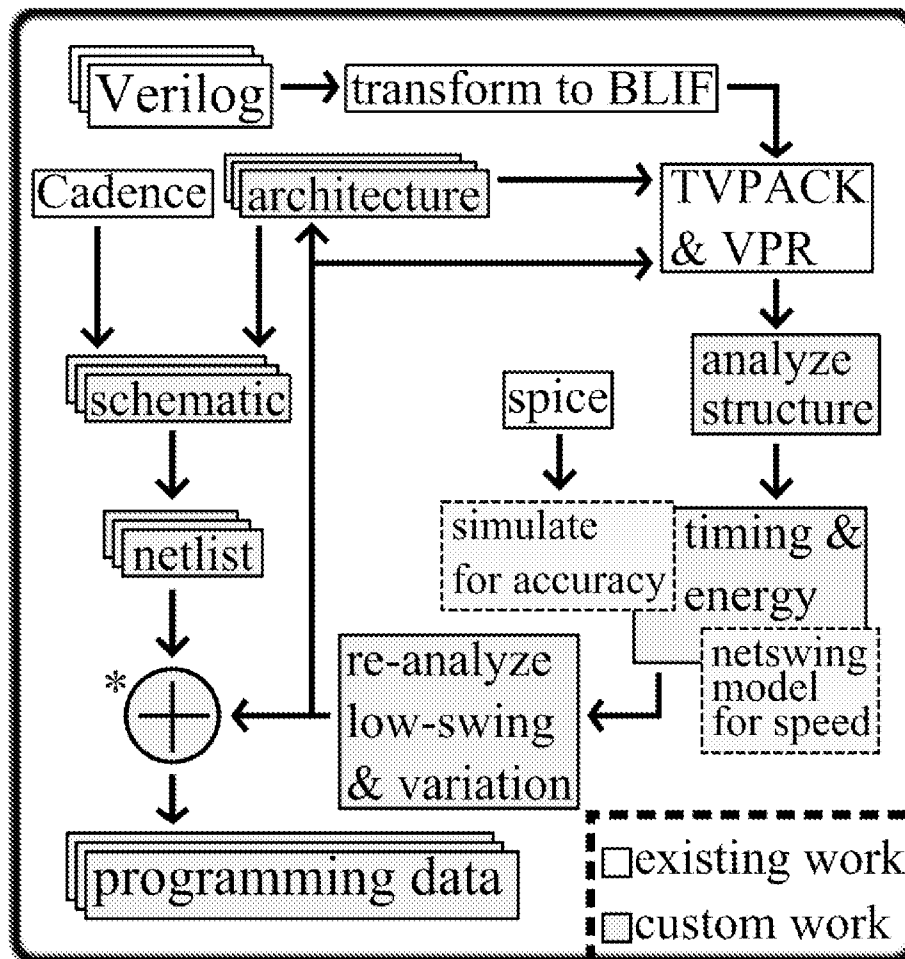 Verilog
transform to BLIF
Cadence
architecture
TVPACK
& VPR
schematic
spice
analyze
structure
netlist
simulate
for accuracy
timing &
energy
netswing
model
for speed
re-analyze
low-swing
& variation
*
programming data
existing work
custom work